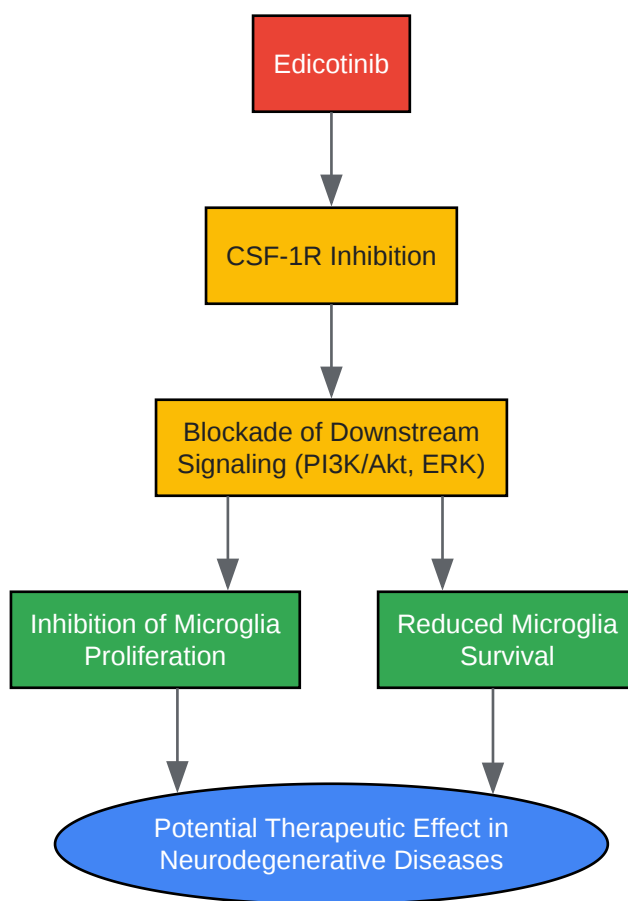 Edicotinib
CSF-1R Inhibition
Blockade of Downstream
Signaling (PI3K/Akt, ERK)
Inhibition of Microglia
Proliferation
Reduced Microglia
Survival
Potential Therapeutic Effect in
Neurodegenerative Diseases